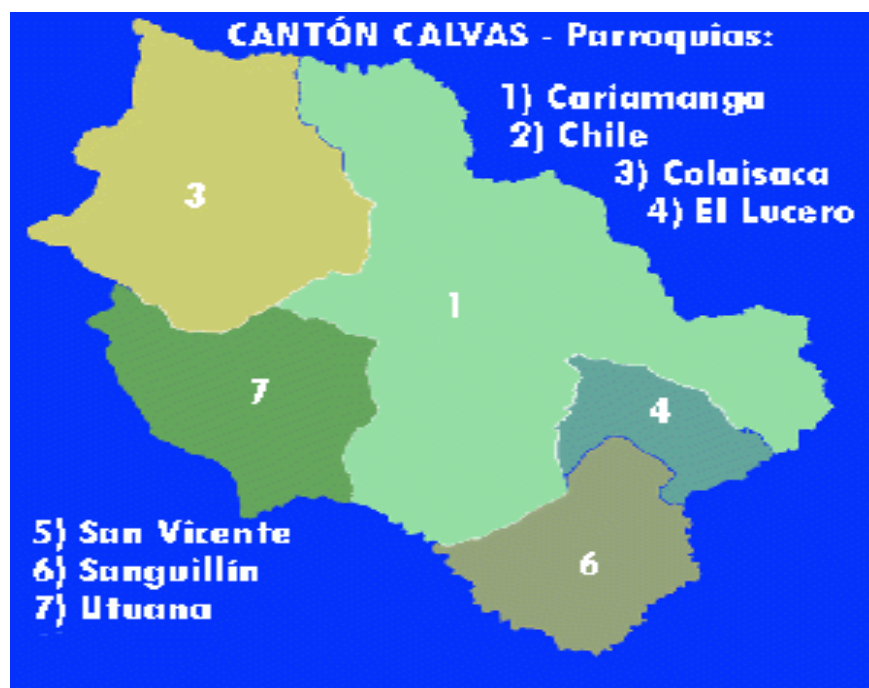 CANTÓN CALVAS - Parroquias:
1) Cariamanga
2) Chile
3) Colaisaca
4) El Lucero
3
1
4
7
5) San Vicente
6) Sanguillín
7) Utuana
6